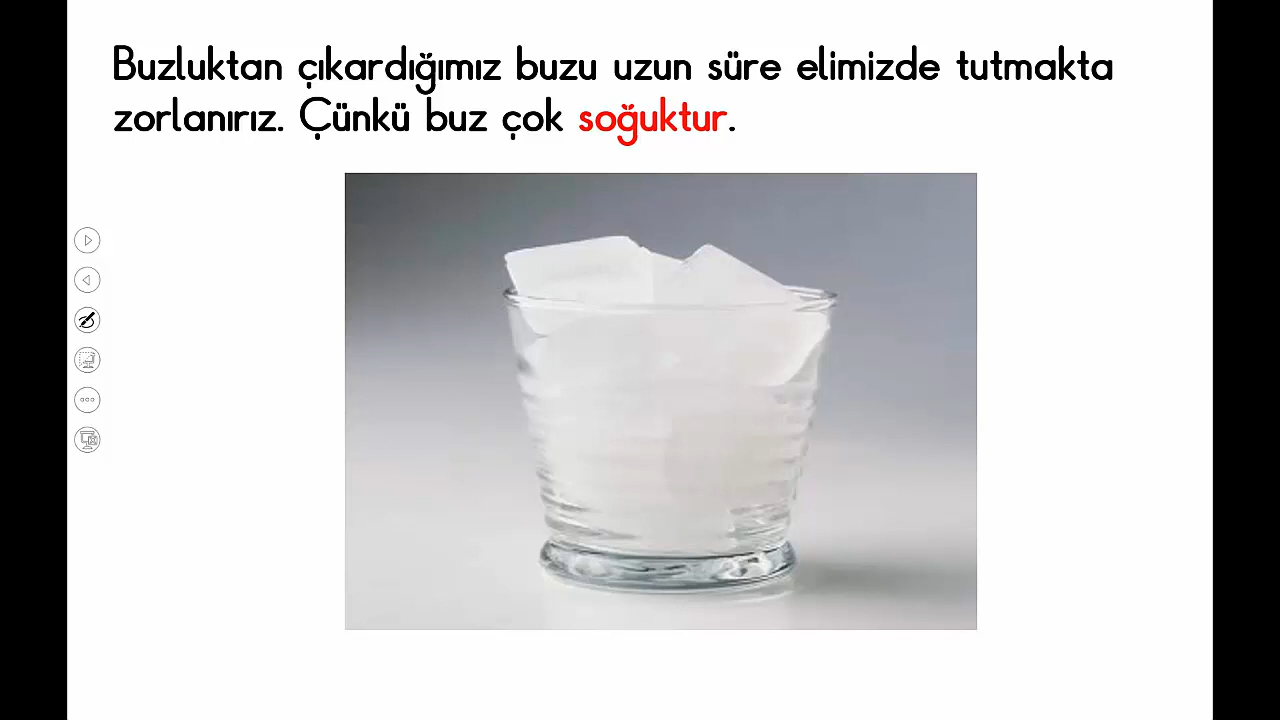 Buzluktan çıkardığımız buzu uzun süre elimizde tutmakta
zorlanırız. Çünkü buz çok soğuktur.